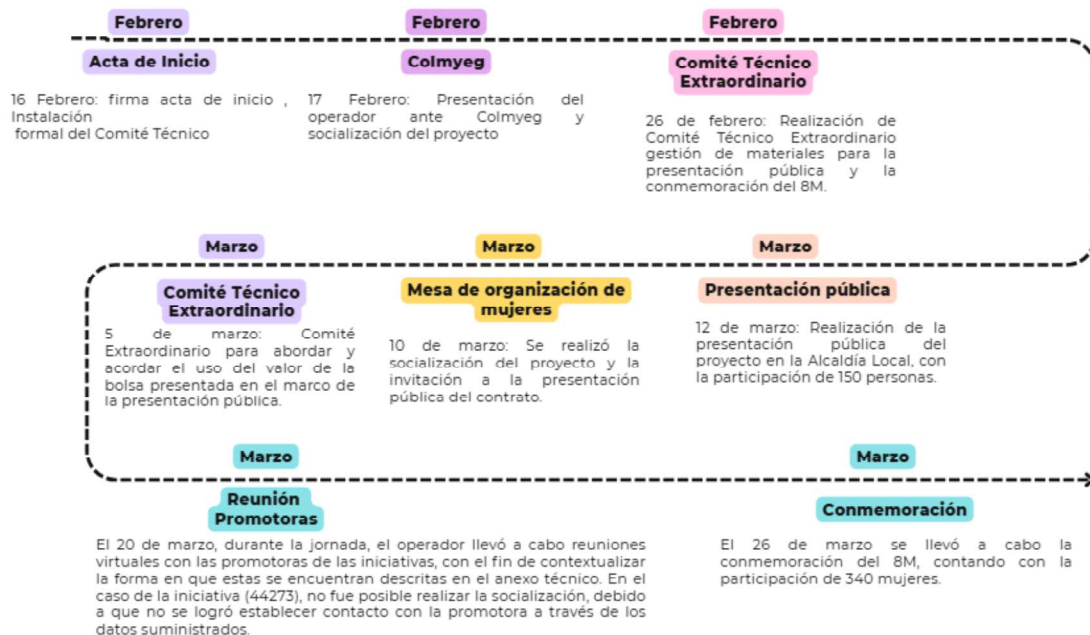 Febrero
Febrero
Febrero
Acta de Inicio
Colmyeg
Comité Técnico
Extraordinario
16 Febrero: firma acta de inicio ,
Instalación
formal del Comité Técnico
17 Febrero: Presentación del
operador ante Colmyeg y
socialización del proyecto
26 de febrero: Realización de
Comité Técnico Extraordinario
gestión de materiales para la
presentación pública y la
conmemoración del 8M.
Marzo
Marzo
Marzo
Comité Técnico
Extraordinario
Mesa de organización de
mujeres
Presentación pública
5 de marzo: Comité
Extraordinario para abordar y
acordar el uso del valor de la
bolsa presentada en el marco de
la presentación pública.
10 de marzo: Se realizó la
socialización del proyecto y la
invitación a la presentación
pública del contrato.
12 de marzo: Realización de la
presentación pública del
proyecto en la Alcaldía Local, con
la participación de 150 personas.
Marzo
Marzo
Reunión
Promotoras
Conmemoración
El 20 de marzo, durante la jornada, el operador llevó a cabo reuniones
virtuales con las promotoras de las iniciativas, con el fin de contextualizar
la forma en que estas se encuentran descritas en el anexo técnico. En el
caso de la iniciativa (44273), no fue posible realizar la socialización, debido
a que no se logró establecer contacto con la promotora a través de los
datos suministrados.
El 26 de marzo se llevó a cabo la
conmemoración del 8M, contando con la
participación de 340 mujeres.